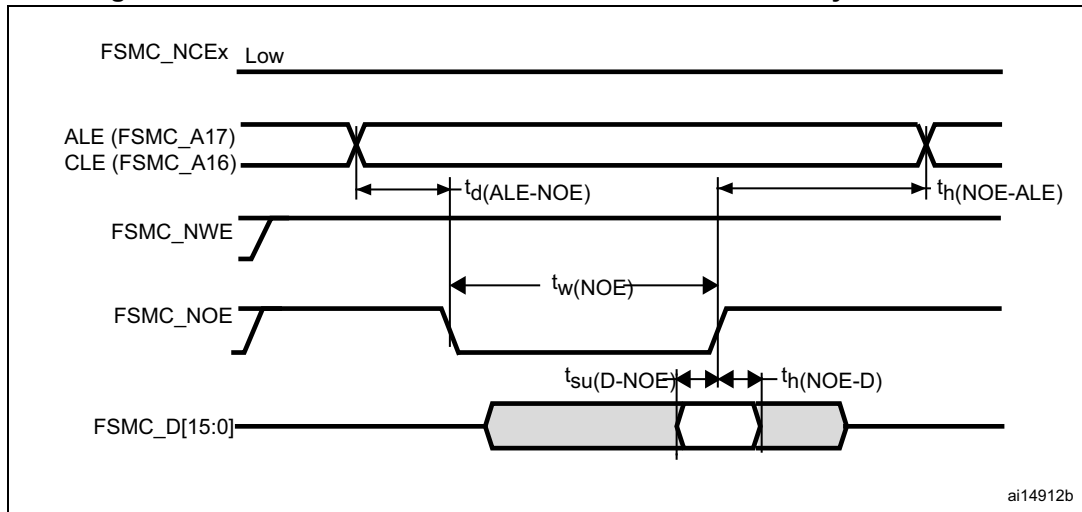 FSMC_NCEx Low
ALE (FSMC_A17)
CLE (FSMC_A16)
td(ALE-NOE)
th(NOE-ALE)
FSMC_NWE
tw(NOE)
FSMC_NOE
tsu(D-NOE)
th(NOE-D)
FSMC_D[15:0]
ai14912b